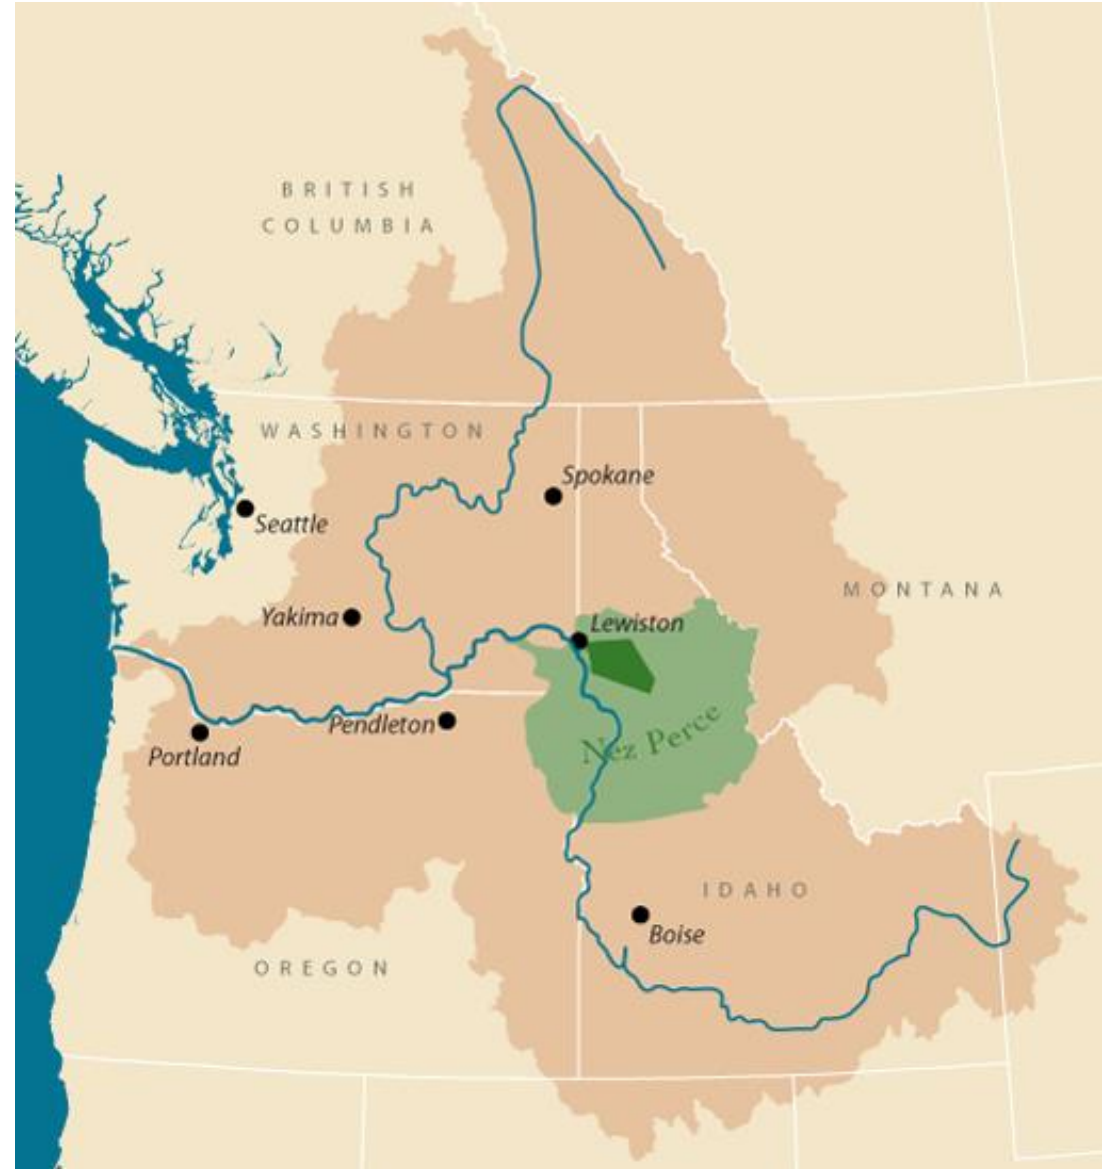 BRITISH
COLUMBIA
WASHINGTON
Spokane
Seattle
MONTANA
Yakima
Lewiston
Nez Perce
Pendleton
Portland
IDAHO
Boise
OREGON